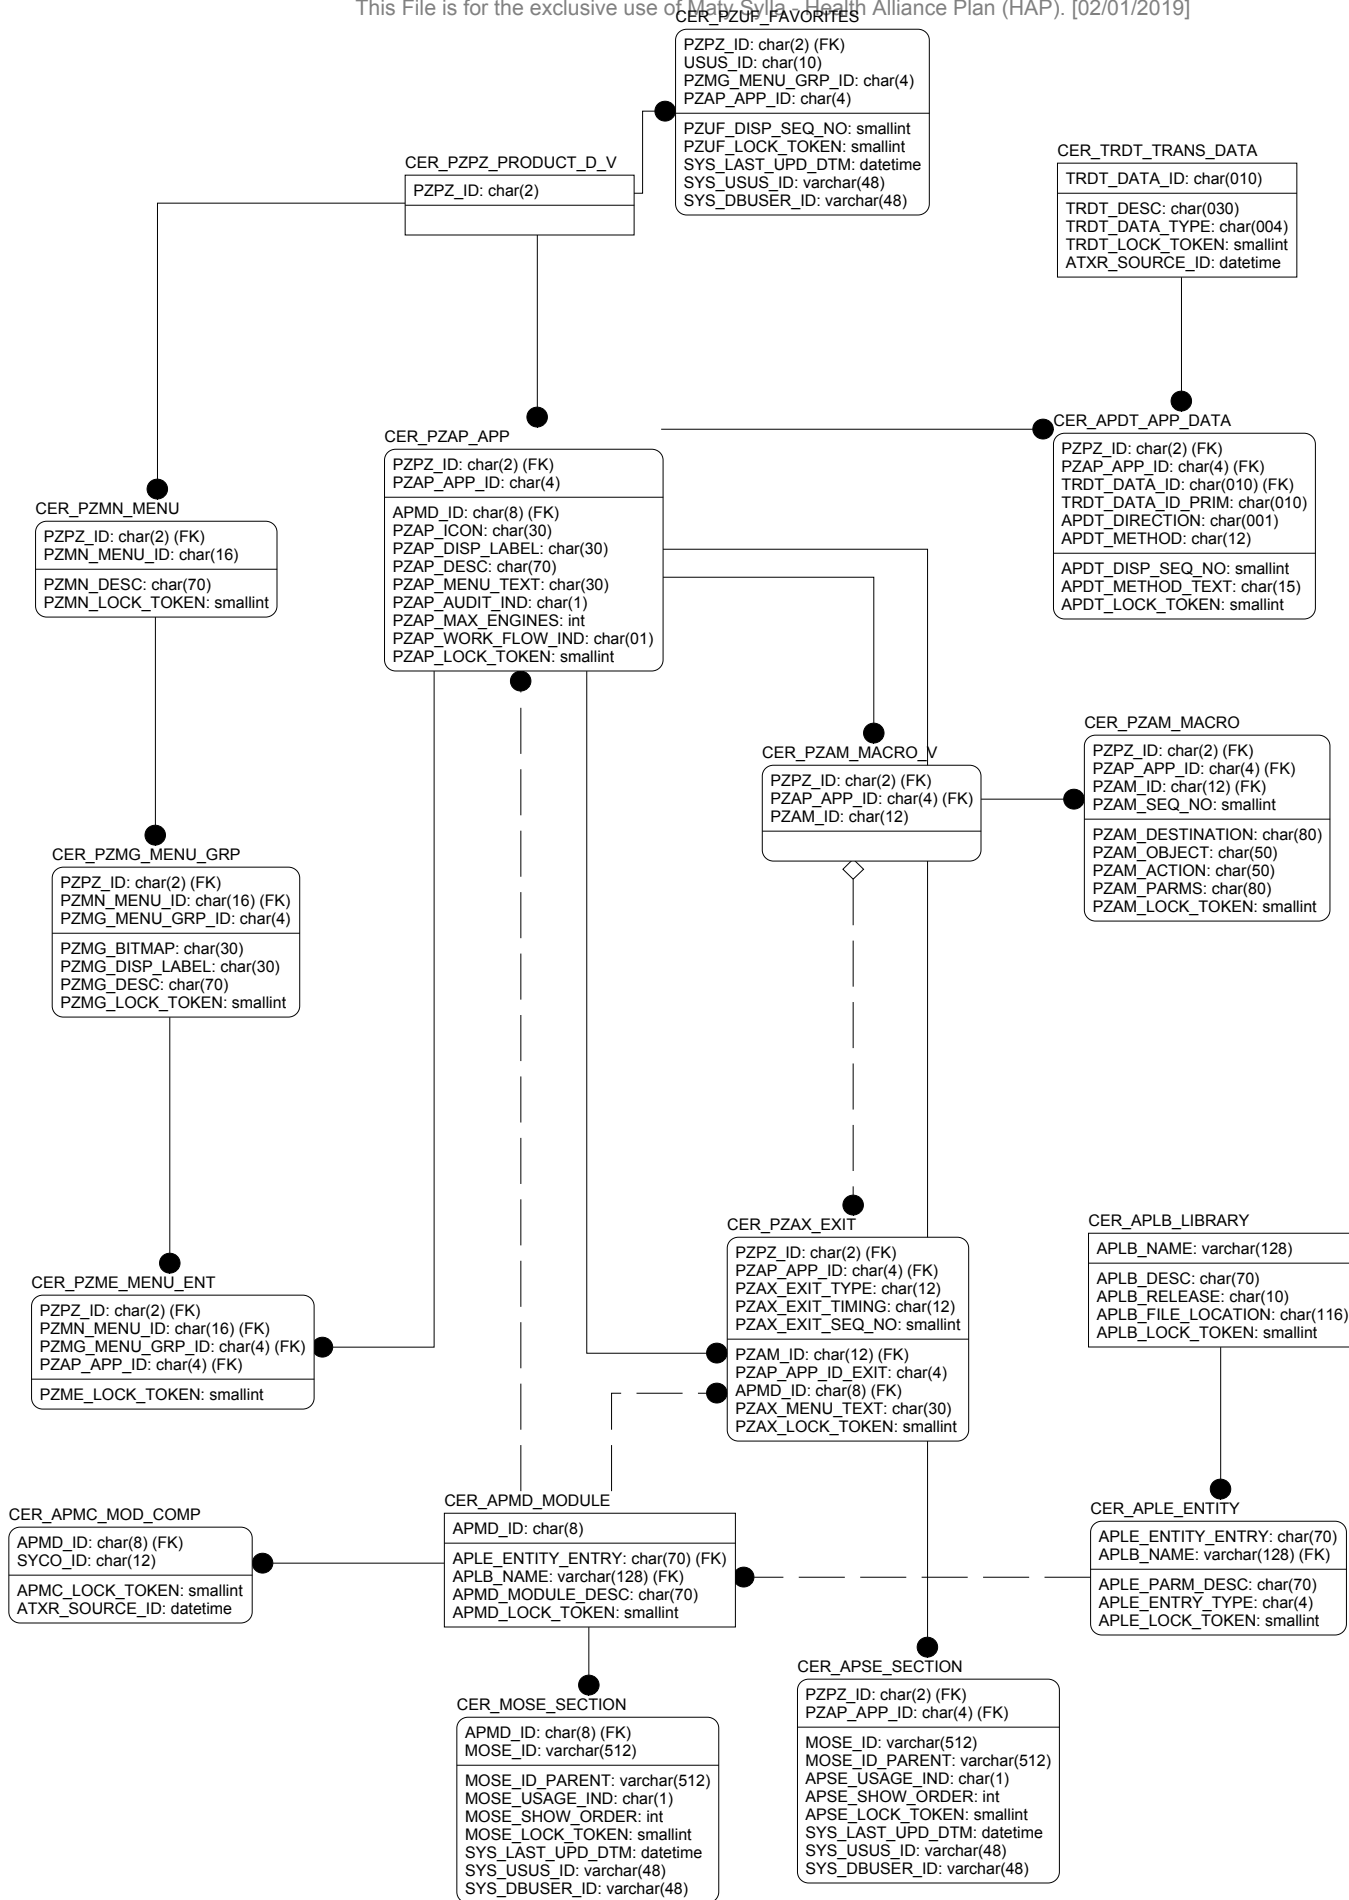 This File is for the exclusive use of Maty Sylla - Health Alliance Plan (HAP). [02/01/2019]
CER_PZUF_FAVORITES
PZPZ_ID: char(2) (FK)
USUS_ID: char(10)
PZMG_MENU_GRP_ID: char(4)
PZAP_APP_ID: char(4)
PZUF_DISP_SEQ_NO: smallint
PZUF_LOCK_TOKEN: smallint
SYS_LAST_UPD_DTM: datetime
SYS_USUS_ID: varchar(48)
SYS_DBUSER_ID: varchar(48)
CER_PZPZ_PRODUCT_D_V
PZPZ_ID: char(2)
CER_TRDT_TRANS_DATA
TRDT_DATA_ID: char(010)
TRDT_DESC: char(030)
TRDT_DATA_TYPE: char(004)
TRDT_LOCK_TOKEN: smallint
ATXR_SOURCE_ID: datetime
CER_PZAP_APP
PZPZ_ID: char(2) (FK)
PZAP_APP_ID: char(4)
APMD_ID: char(8) (FK)
PZAP_ICON: char(30)
PZAP_DISP_LABEL: char(30)
PZAP_DESC: char(70)
PZAP_MENU_TEXT: char(30)
PZAP_AUDIT_IND: char(1)
PZAP_MAX_ENGINES: int
PZAP_WORK_FLOW_IND: char(01)
PZAP_LOCK_TOKEN: smallint
CER_APDT_APP_DATA
PZPZ_ID: char(2) (FK)
PZAP_APP_ID: char(4) (FK)
TRDT_DATA_ID: char(010) (FK)
TRDT_DATA_ID_PRIM: char(010)
APDT_DIRECTION: char(001)
APDT_METHOD: char(12)
APDT_DISP_SEQ_NO: smallint
APDT_METHOD_TEXT: char(15)
APDT_LOCK_TOKEN: smallint
CER_PZMN_MENU
PZPZ_ID: char(2) (FK)
PZMN_MENU_ID: char(16)
PZMN_DESC: char(70)
PZMN_LOCK_TOKEN: smallint
CER_PZAM_MACRO_V
PZPZ_ID: char(2) (FK)
PZAP_APP_ID: char(4) (FK)
PZAM_ID: char(12)
CER_PZAM_MACRO
PZPZ_ID: char(2) (FK)
PZAP_APP_ID: char(4) (FK)
PZAM_ID: char(12) (FK)
PZAM_SEQ_NO: smallint
PZAM_DESTINATION: char(80)
PZAM_OBJECT: char(50)
PZAM_ACTION: char(50)
PZAM_PARMS: char(80)
PZAM_LOCK_TOKEN: smallint
CER_PZMG_MENU_GRP
PZPZ_ID: char(2) (FK)
PZMN_MENU_ID: char(16) (FK)
PZMG_MENU_GRP_ID: char(4)
PZMG_BITMAP: char(30)
PZMG_DISP_LABEL: char(30)
PZMG_DESC: char(70)
PZMG_LOCK_TOKEN: smallint
CER_PZME_MENU_ENT
PZPZ_ID: char(2) (FK)
PZMN_MENU_ID: char(16) (FK)
PZMG_MENU_GRP_ID: char(4) (FK)
PZAP_APP_ID: char(4) (FK)
PZME_LOCK_TOKEN: smallint
CER_PZAX_EXIT
PZPZ_ID: char(2) (FK)
PZAP_APP_ID: char(4) (FK)
PZAX_EXIT_TYPE: char(12)
PZAX_EXIT_TIMING: char(12)
PZAX_EXIT_SEQ_NO: smallint
PZAM_ID: char(12) (FK)
PZAP_APP_ID_EXIT: char(4)
APMD_ID: char(8) (FK)
PZAX_MENU_TEXT: char(30)
PZAX_LOCK_TOKEN: smallint
CER_APLB_LIBRARY
APLB_NAME: varchar(128)
APLB_DESC: char(70)
APLB_RELEASE: char(10)
APLB_FILE_LOCATION: char(116)
APLB_LOCK_TOKEN: smallint
CER_APMC_MOD_COMP
APMD_ID: char(8) (FK)
SYCO_ID: char(12)
APMC_LOCK_TOKEN: smallint
ATXR_SOURCE_ID: datetime
CER_APMD_MODULE
APMD_ID: char(8)
APLE_ENTITY_ENTRY: char(70) (FK)
APLB_NAME: varchar(128) (FK)
APMD_MODULE_DESC: char(70)
APMD_LOCK_TOKEN: smallint
CER_APLE_ENTITY
APLE_ENTITY_ENTRY: char(70)
APLB_NAME: varchar(128) (FK)
APLE_PARM_DESC: char(70)
APLE_ENTRY_TYPE: char(4)
APLE_LOCK_TOKEN: smallint
CER_MOSE_SECTION
APMD_ID: char(8) (FK)
MOSE_ID: varchar(512)
MOSE_ID_PARENT: varchar(512)
MOSE_USAGE_IND: char(1)
MOSE_SHOW_ORDER: int
MOSE_LOCK_TOKEN: smallint
SYS_LAST_UPD_DTM: datetime
SYS_USUS_ID: varchar(48)
SYS_DBUSER_ID: varchar(48)
CER_APSE_SECTION
PZPZ_ID: char(2) (FK)
PZAP_APP_ID: char(4) (FK)
MOSE_ID: varchar(512)
MOSE_ID_PARENT: varchar(512)
APSE_USAGE_IND: char(1)
APSE_SHOW_ORDER: int
APSE_LOCK_TOKEN: smallint
SYS_LAST_UPD_DTM: datetime
SYS_USUS_ID: varchar(48)
SYS_DBUSER_ID: varchar(48)